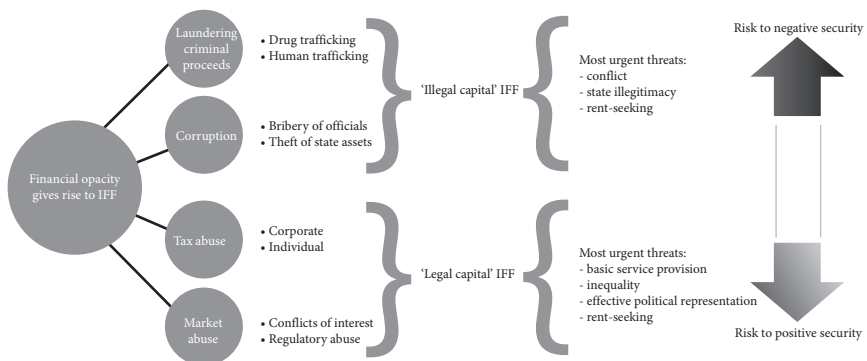 Financial opacity
gives rise to IFF
Laundering
criminal
proceeds
• Drug trafficking
• Human trafficking
Corruption
• Bribery of officials
• Theft of state assets
Tax abuse
• Corporate
• Individual
Market
abuse
• Conflicts of interest
• Regulatory abuse
‘Illegal capital’ IFF
‘Legal capital’ IFF
Most urgent threats:
- conflict
- state illegitimacy
- rent-seeking
Most urgent threats:
- basic service provision
- inequality
- effective political representation
- rent-seeking
Risk to negative security
Risk to positive security